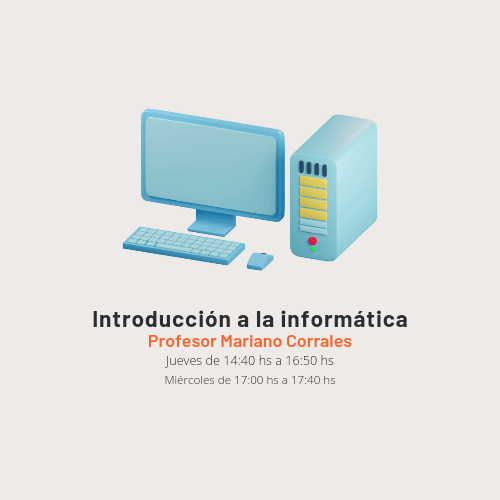 Introducción a la informática
Profesor Mariano Corrales
Jueves de 14:40 hs a 16:50 hs
Miércoles de 17:00 hs a 17:40 hs